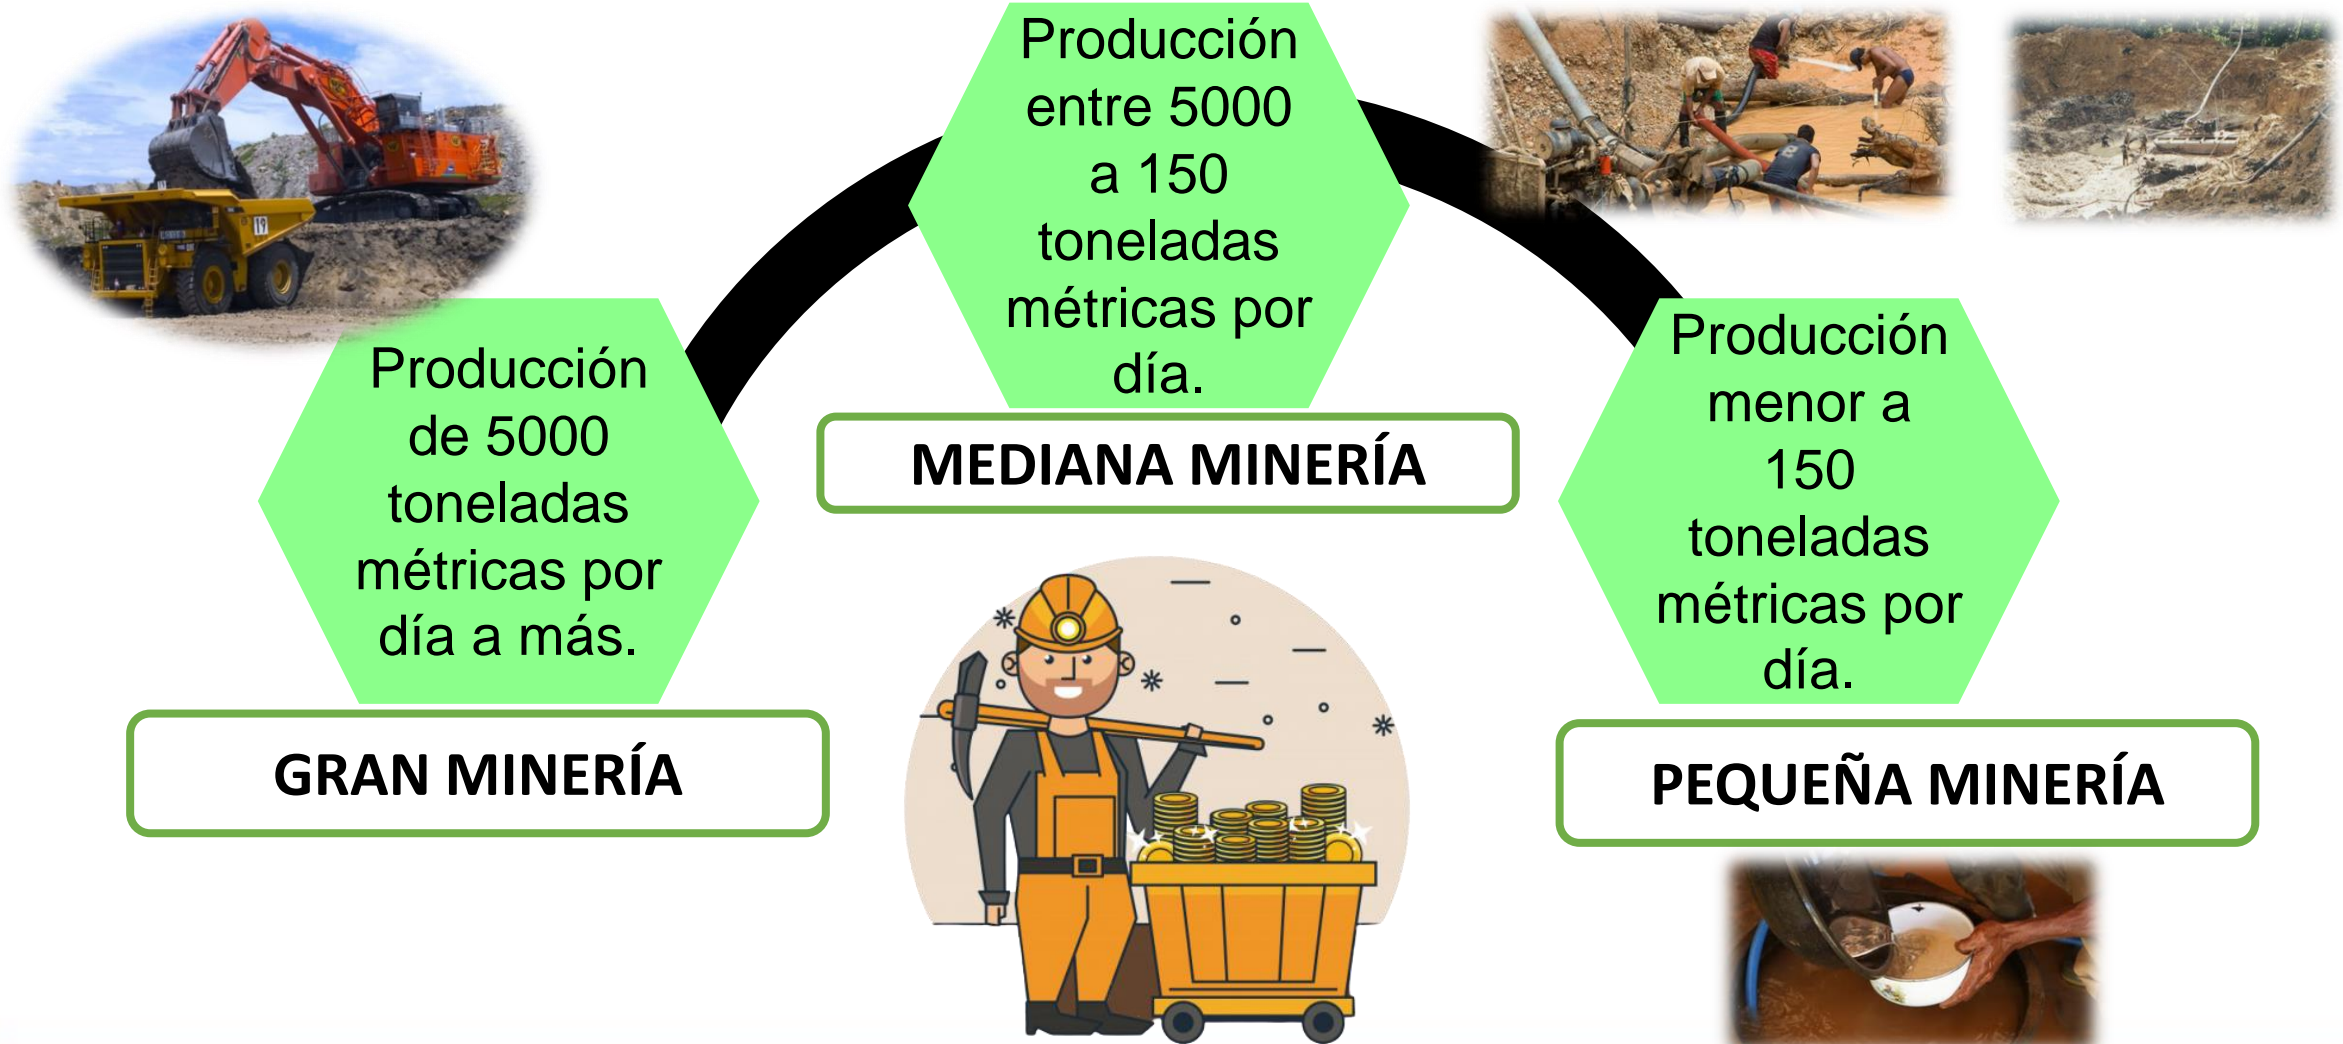 Producción
de 5000
toneladas
métricas por
día a más.
GRAN MINERÍA
Producción
entre 5000
a 150
toneladas
métricas por
día.
MEDIANA MINERÍA
Producción
menor a
150
toneladas
métricas por
día.
PEQUEÑA MINERÍA
19